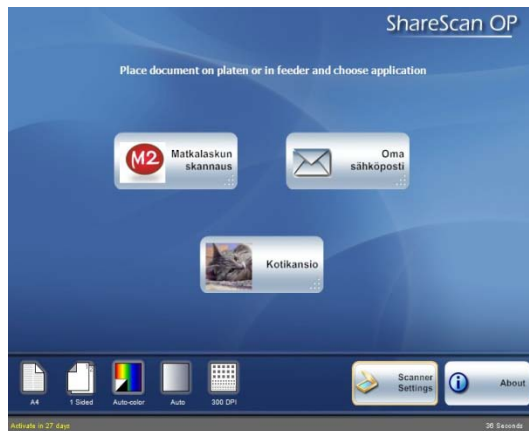 ShareScan OP
Place document on platen or in feeder and choose application
M2
Matkalaskun
skannaus
Oma
sähköposti
Kotikansio
A4
1 Sided
Auto-color
Auto
300 DPI
Scanner
Settings
About
Activate in 27 days
36 Seconds